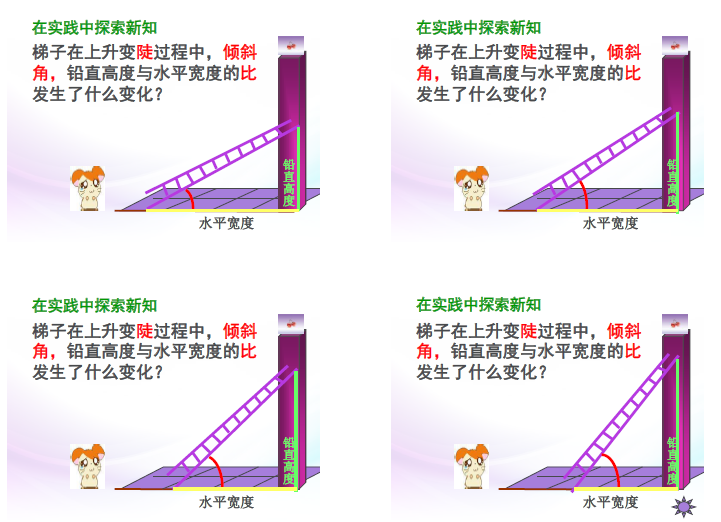 在实践中探索新知
梯子在上升变陡过程中，倾斜
角，铅直高度与水平宽度的比
发生了什么变化？
铅直高度
水平宽度
在实践中探索新知
梯子在上升变陡过程中，倾斜
角，铅直高度与水平宽度的比
发生了什么变化？
铅直高度
水平宽度
在实践中探索新知
梯子在上升变陡过程中，倾斜
角，铅直高度与水平宽度的比
发生了什么变化？
铅直高度
水平宽度
在实践中探索新知
梯子在上升变陡过程中，倾斜
角，铅直高度与水平宽度的比
发生了什么变化？
铅直高度
水平宽度